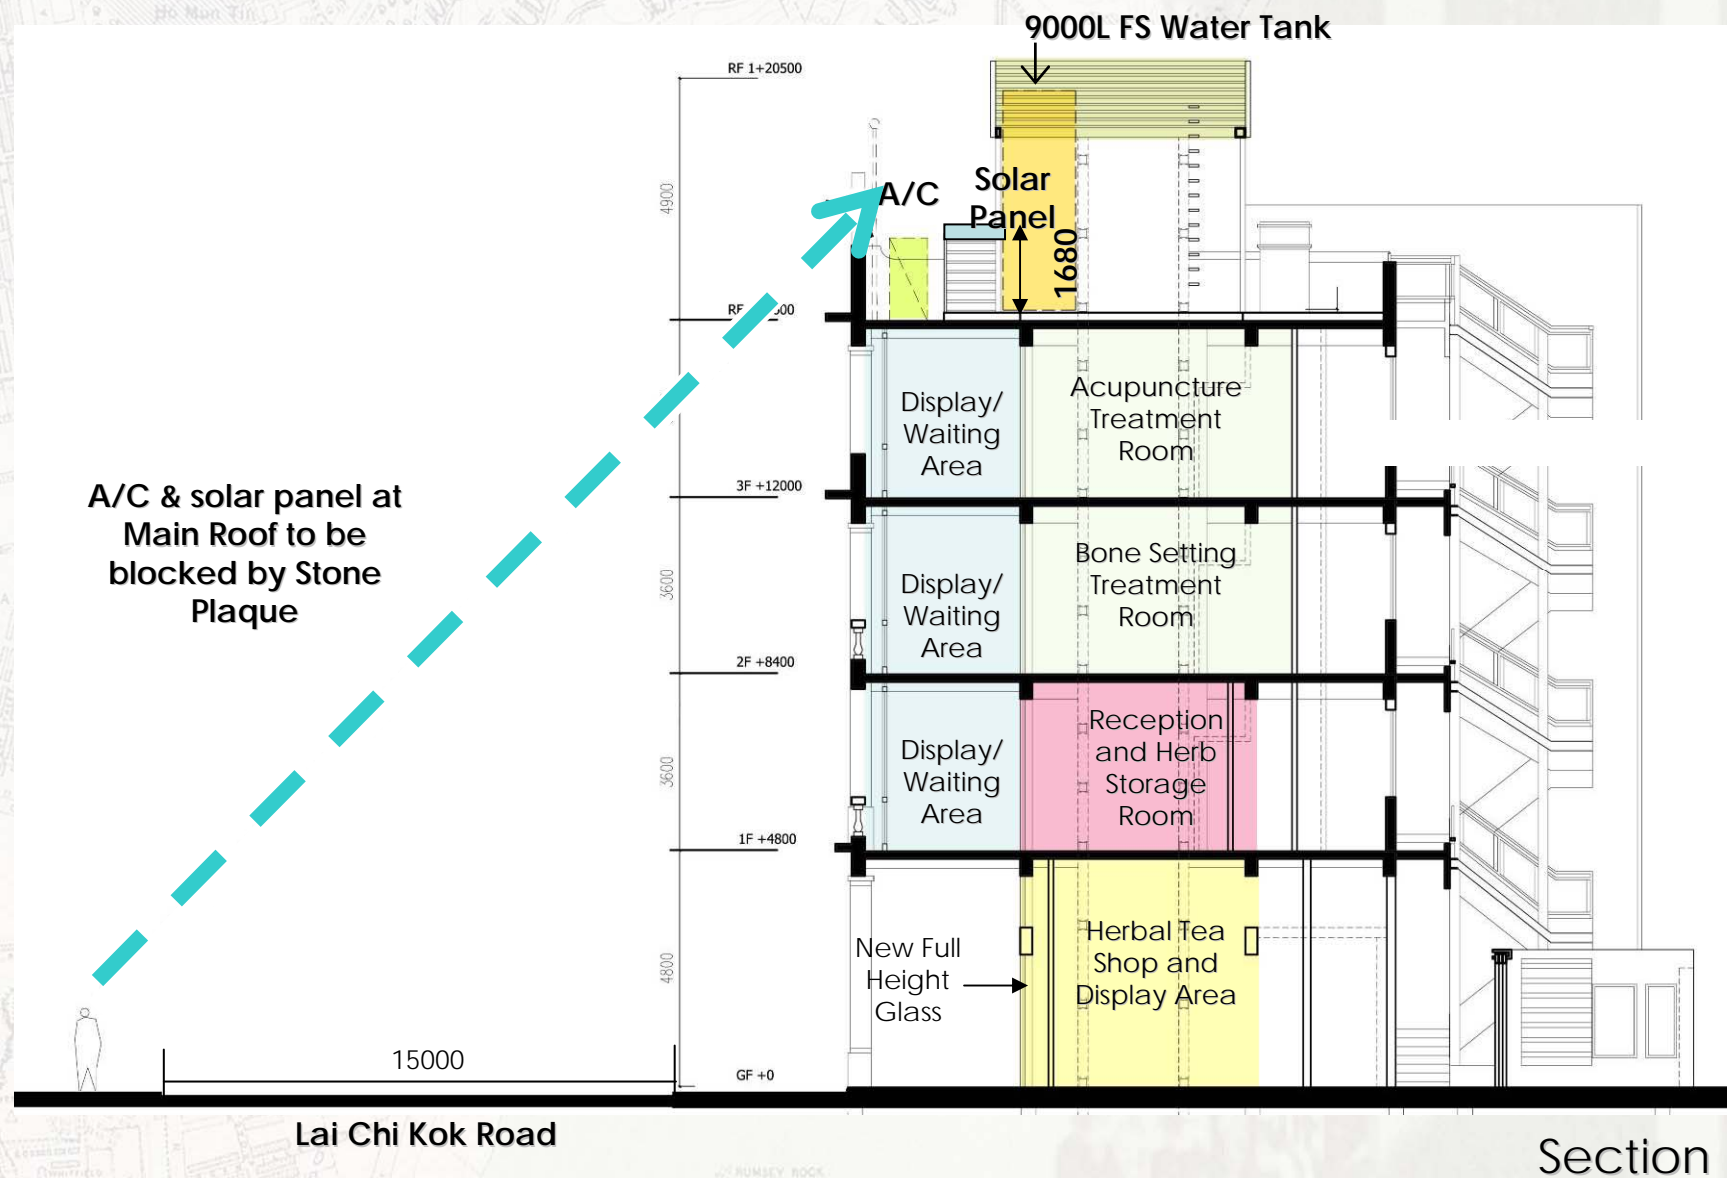 9000L FS Water Tank
RF 1+20500
A/C
Solar
Panel
1680
4900
A/C & solar panel at
Main Roof to be
blocked by Stone
Plaque
Display/
Waiting
Area
Acupuncture
Treatment
Room
3F +12000
Display/
Waiting
Area
Bone Setting
Treatment
Room
3600
2F +8400
Display/
Waiting
Area
Reception
and Herb
Storage
Room
3600
1F +4800
New Full
Height
Glass
Herbal Tea
Shop and
Display Area
4800
15000
GF +0
Lai Chi Kok Road
Section